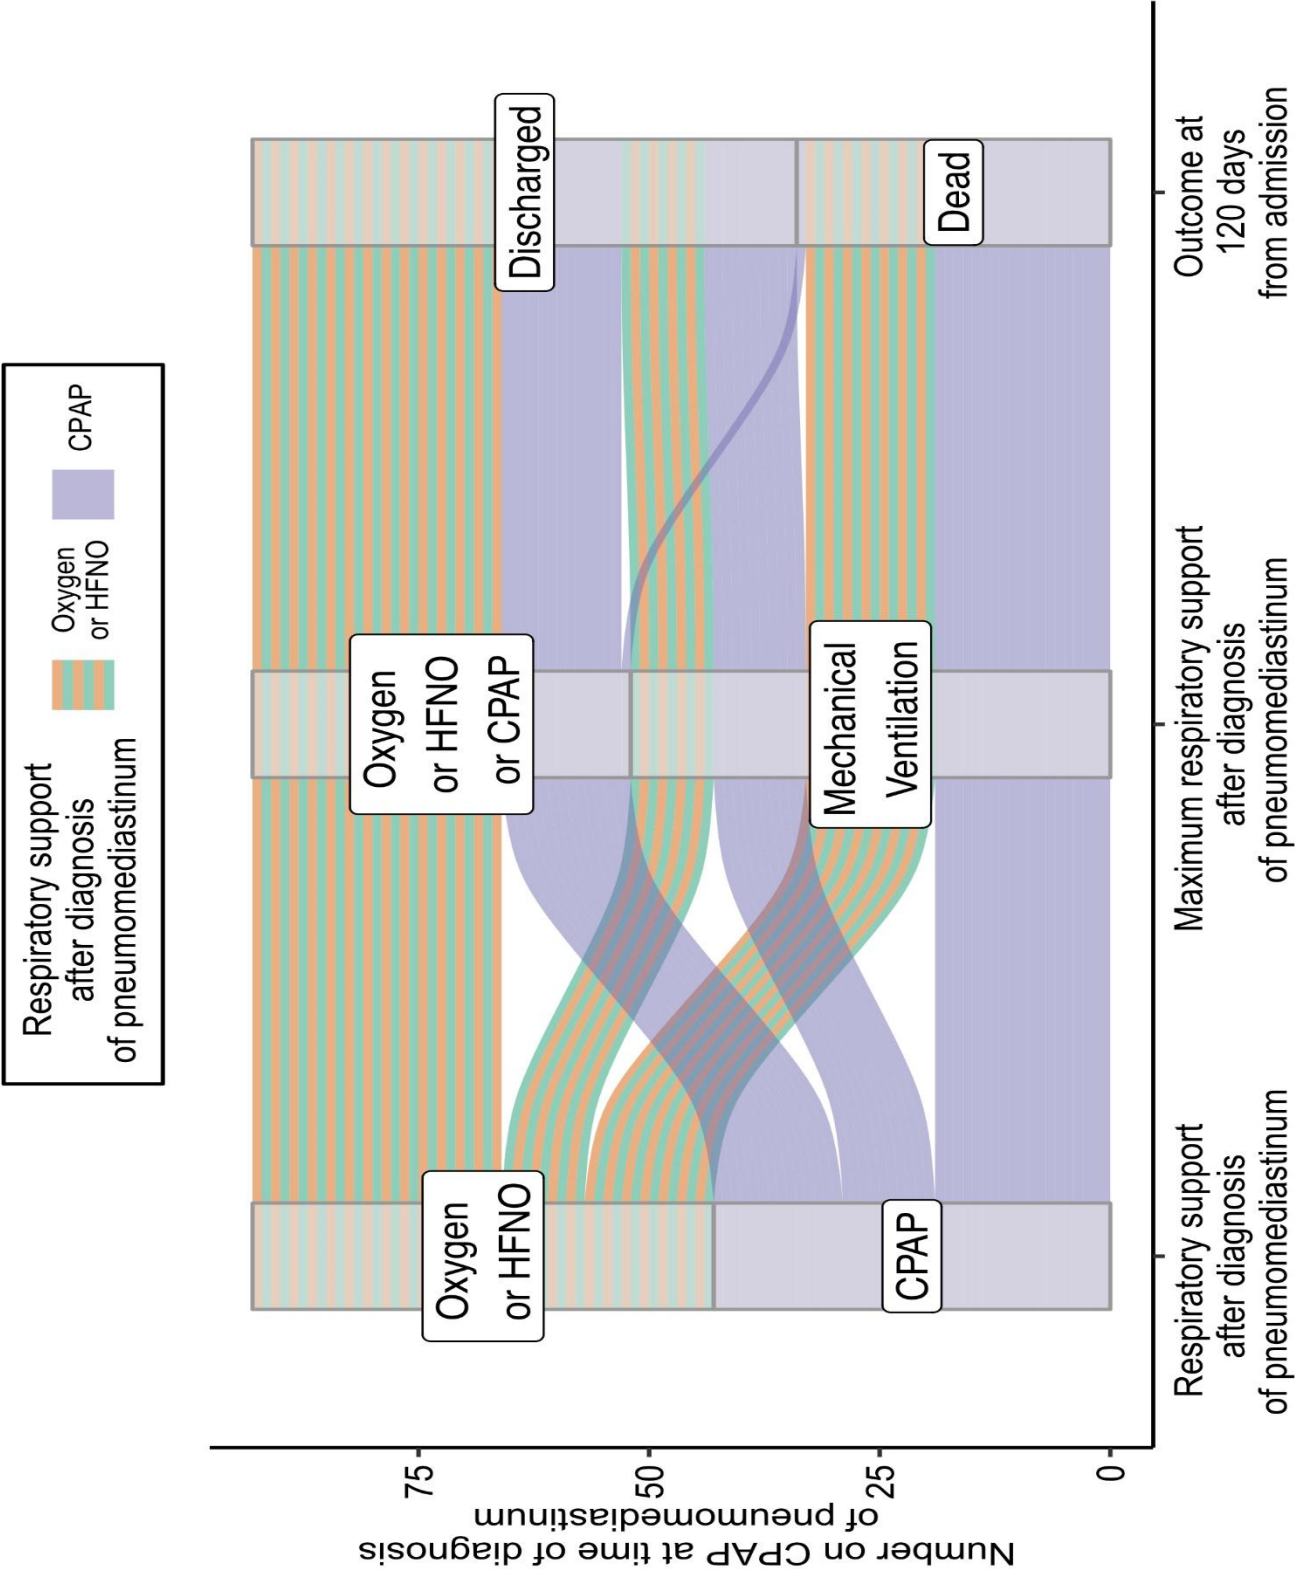 Respiratory support
after diagnosis
of pneumomediastinum
Oxygen
or HFNO
CPAP
Number on CPAP at time of diagnosis
of pneumomediastinum
75
50
25
0
Oxygen
or HFNO
CPAP
Oxygen
or HFNO
or CPAP
Mechanical
Ventilation
Discharged
Dead
Respiratory support
after diagnosis
of pneumomediastinum
Maximum respiratory support
after diagnosis
of pneumomediastinum
Outcome at
120 days
from admission